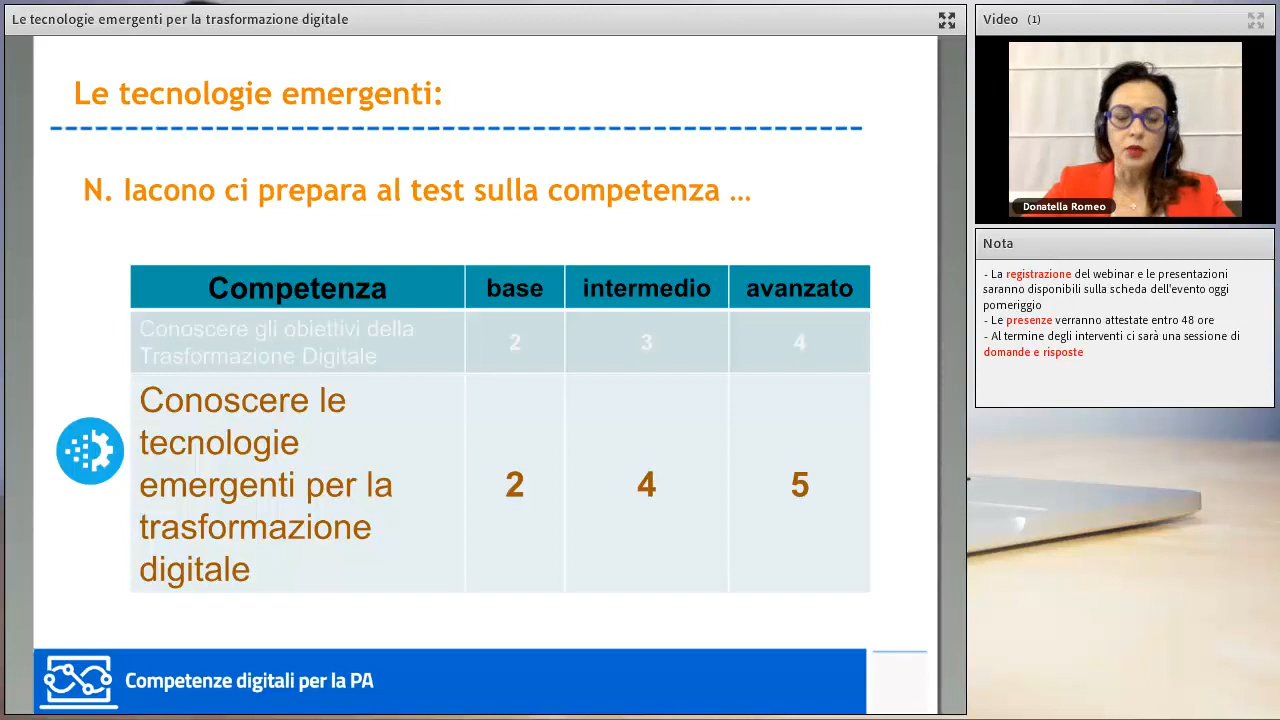 Le tecnologie emergenti per la trasformazione digitale
Le tecnologie emergenti:
N. Iacono ci prepara al test sulla competenza ...
Competenza base intermedio avanzato
Conoscere gli obiettivi della
Trasformazione Digitale
2 3 4
Conoscere le
tecnologie
emergenti per la
trasformazione
digitale
2 4 5
Competenze digitali per la PA
Video (1)
Donatella Romeo
Nota
- La registrazione del webinar e le presentazioni
saranno disponibili sulla scheda dell'evento oggi
pomeriggio
- Le presenze verranno attestate entro 48 ore
- Al termine degli interventi ci sarà una sessione di
domande e risposte